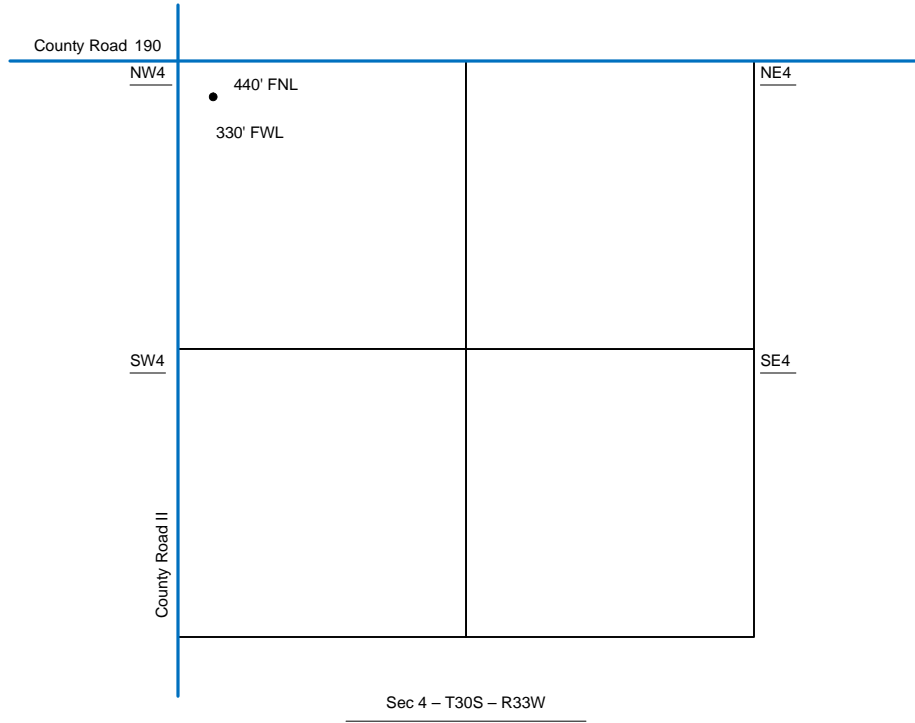 County Road 190
NW4
440' FNL
NE4
330' FWL
SW4
SE4
County Road II
Sec 4 – T30S – R33W